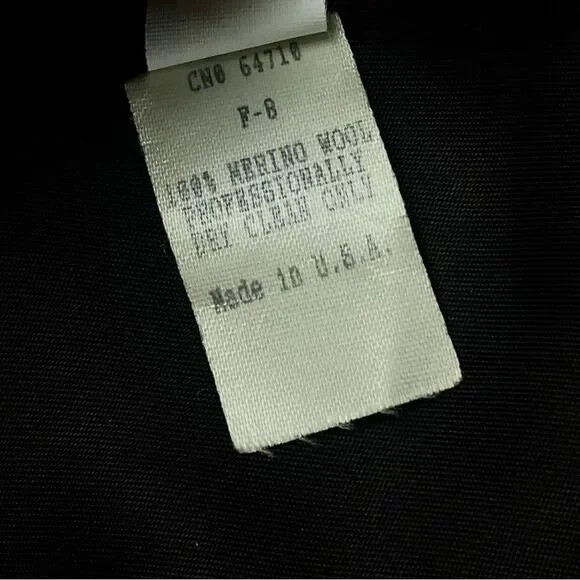 CN0 64710
F-8
100% MERINO WOOL
PROFESSIONALLY
DRY CLEAN ONLY
Made in U.S.A.